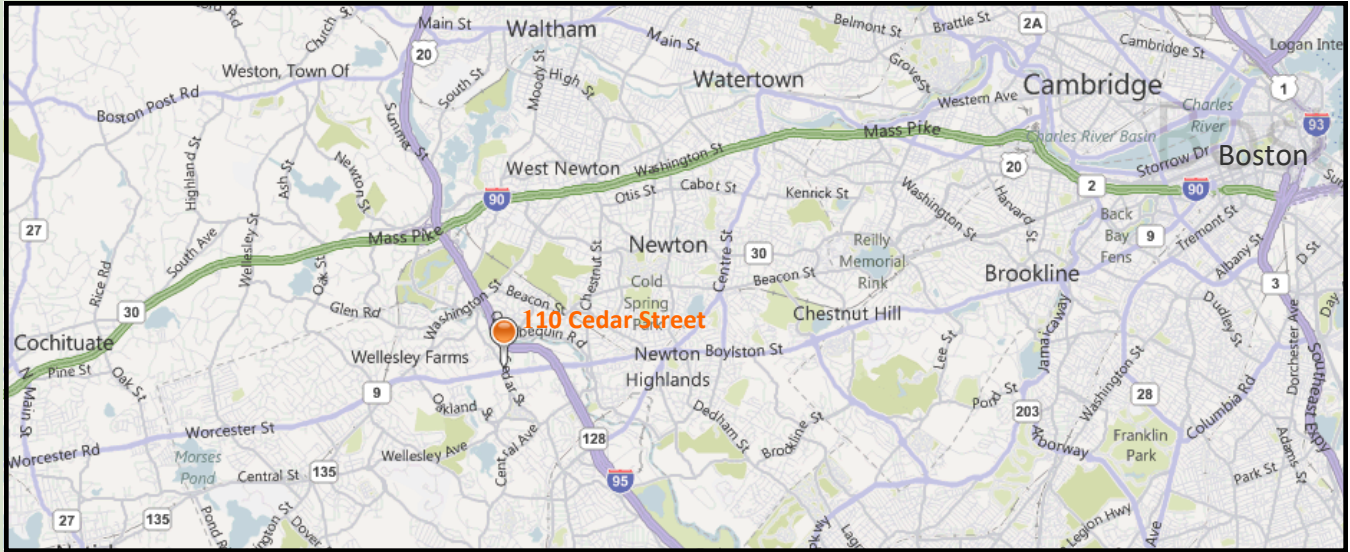 Church St
Main St
Waltham
Belmont St
Brattle St
2A
Cambridge St
Logan Inte
20
Main St
Weston, Town Of
South St
Moody St
High St
Watertown
Grove St
Cambridge
1
Boston Post Rd
Summer St
Western Ave
Charles
River
93
Mass Pike
Charles River Basin
Highland St
Ash St
Newton St
West Newton
Washington St
20
Storrow Dr
Boston
90
Otis St
Cabot St
Kenrick St
Washington St
Harvard St
2
90
27
South Ave
Wellesley St
Mass Pike
Newton
Centre St
30
Reilly
Memorial
Rink
Back
Bay
Fens
9
Tremont St
Albany St
D St
Rice Rd
Oak St
Chestnut St
Cold
Spring
Park
Beacon St
Brookline
3
30
Glen Rd
Washington St
Beacon St
110 Cedar Street
Chestnut Hill
Dudley St
Day
Cochituate
Wellesley Farms
Newton
Highlands
Boylston St
Lee St
Jamaicaway
Dorchester Ave
Southeast Expy
Pine St
Oak St
N Main St
9
Cedar St
Oakland St
Pond St
Washington St
28
Columbia Rd
203
Arborway
Worcester St
Worcester Rd
Morses
Pond
Wellesley Ave
Central Ave
128
Dedham St
Brookline St
Franklin
Park
Adams St
Central St
135
95
Park St
27
135
Pond Rd
Dover
Legion Hwy
Ave